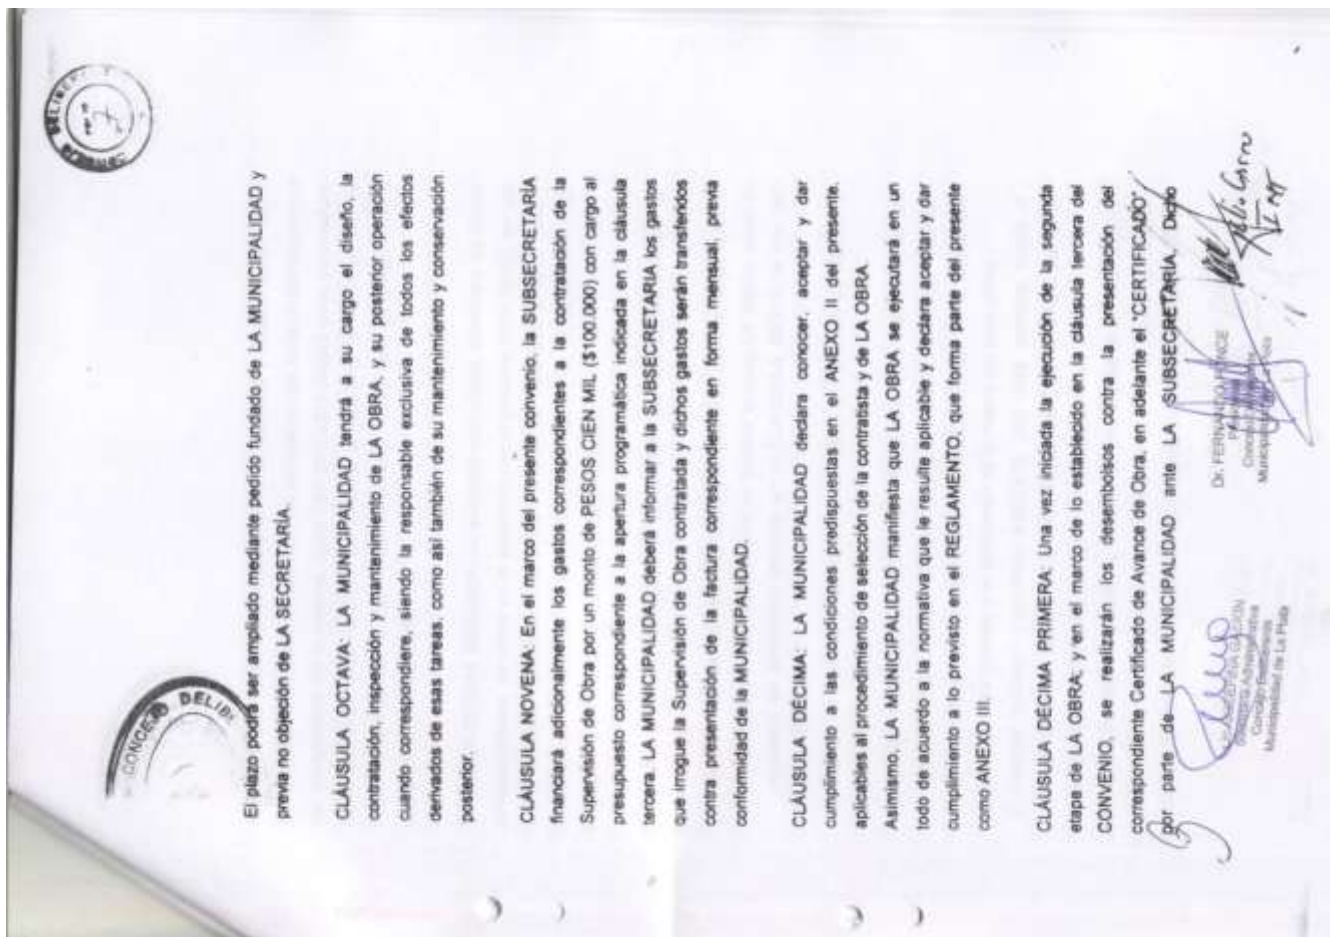 CONCEJO DELIB
DELIBER
El plazo podrá ser ampliado mediante pedido fundado de LA MUNICIPALIDAD y
previa no objeción de LA SECRETARÍA.
CLÁUSULA OCTAVA: LA MUNICIPALIDAD tendrá a su cargo el diseño, la
contratación, inspección y mantenimiento de LA OBRA, y su posterior operación
cuando correspondiere, siendo la responsable exclusiva de todos los efectos
derivados de esas tareas, como así también de su mantenimiento y conservación
posterior.
CLÁUSULA NOVENA: En el marco del presente convenio, la SUBSECRETARÍA
financiará adicionalmente los gastos correspondientes a la contratación de la
Supervisión de Obra por un monto de PESOS CIEN MIL ($100.000) con cargo al
presupuesto correspondiente a la apertura programática indicada en la cláusula
tercera. LA MUNICIPALIDAD deberá informar a la SUBSECRETARIA los gastos
que irrogue la Supervisión de Obra contratada y dichos gastos serán transferidos
contra presentación de la factura correspondiente en forma mensual, previa
conformidad de la MUNICIPALIDAD.
CLÁUSULA DÉCIMA: LA MUNICIPALIDAD declara conocer, aceptar y dar
cumplimiento a las condiciones predispuestas en el ANEXO II del presente,
aplicables al procedimiento de selección de la contratista y de LA OBRA.
Asimismo, LA MUNICIPALIDAD manifiesta que LA OBRA se ejecutará en un
todo de acuerdo a la normativa que le resulte aplicable y declara aceptar y dar
cumplimiento a lo previsto en el REGLAMENTO, que forma parte del presente
como ANEXO III.
CLÁUSULA DÉCIMA PRIMERA: Una vez iniciada la ejecución de la segunda
etapa de LA OBRA; y en el marco de lo establecido en la cláusula tercera del
CONVENIO, se realizarán los desembolsos contra la presentación del
correspondiente Certificado de Avance de Obra, en adelante el "CERTIFICADO",
por parte de LA MUNICIPALIDAD ante LA SUBSECRETARÍA. Dicho
Administrativa
Concejo Deliberante
Municipalidad de La Plata
Dr. FERNANDO PONCE